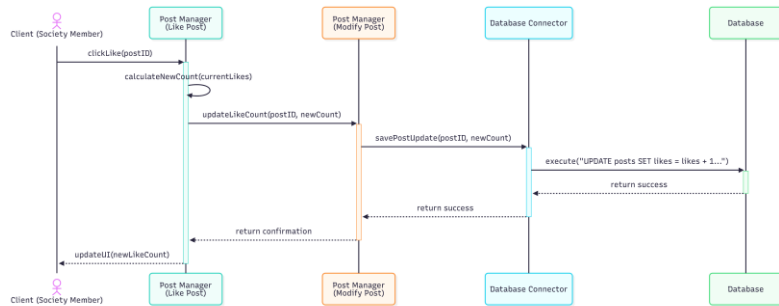 Client (Society Member)
Post Manager
(Like Post)
Post Manager
(Modify Post)
Database Connector
Database
clickLike(postID)
calculateNewCount(currentLikes)
updateLikeCount(postID, newCount)
savePostUpdate(postID, newCount)
execute("UPDATE posts SET likes = likes + 1...")
return success
return success
return confirmation
updateUI(newLikeCount)
Client (Society Member)
Post Manager
(Like Post)
Post Manager
(Modify Post)
Database Connector
Database